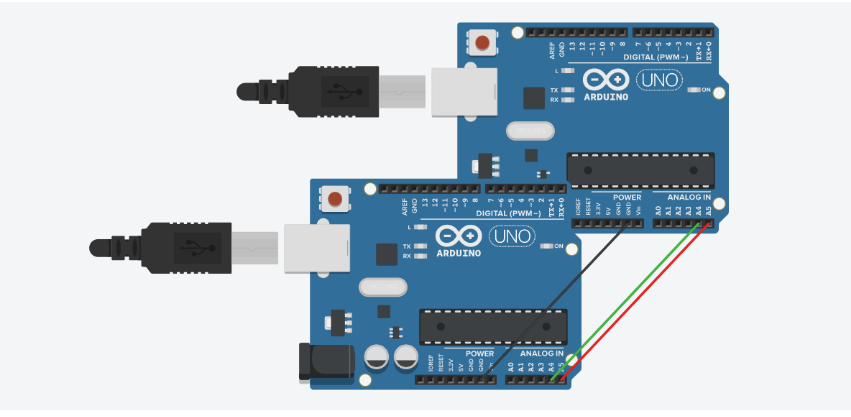 AREF
GND
13
12
~11
~10
~9
8
7
~6
~5
4
~3
2
TX→1
RX←0
DIGITAL (PWM~)
L
TX
RX
ARDUINO
UNO
ON
POWER
ANALOG IN
IOREF
RESET
3.3V
5V
GND
GND
Vin
A0
A1
A2
A3
A4
A5
AREF
GND
13
12
~11
~10
~9
8
7
~6
~5
4
~3
2
TX→1
RX←0
DIGITAL (PWM~)
L
TX
RX
ARDUINO
UNO
ON
POWER
ANALOG IN
IOREF
RESET
3.3V
5V
GND
GND
A0
A1
A2
A3
A4
A5